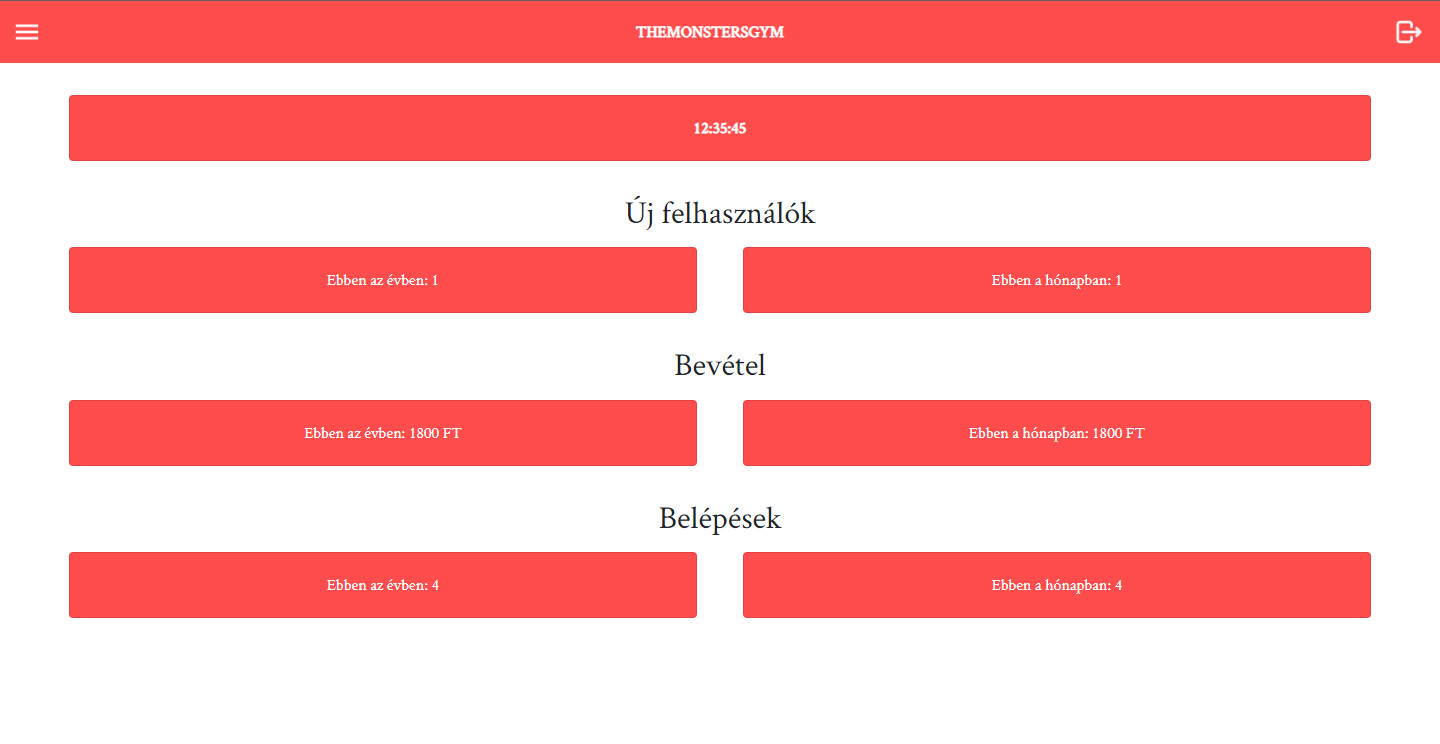 THEMONSTERSGYM
12:35:45
Új felhasználók
Ebben az évben: 1
Ebben a hónapban: 1
Bevétel
Ebben az évben: 1800 FT
Ebben a hónapban: 1800 FT
Belépések
Ebben az évben: 4
Ebben a hónapban: 4